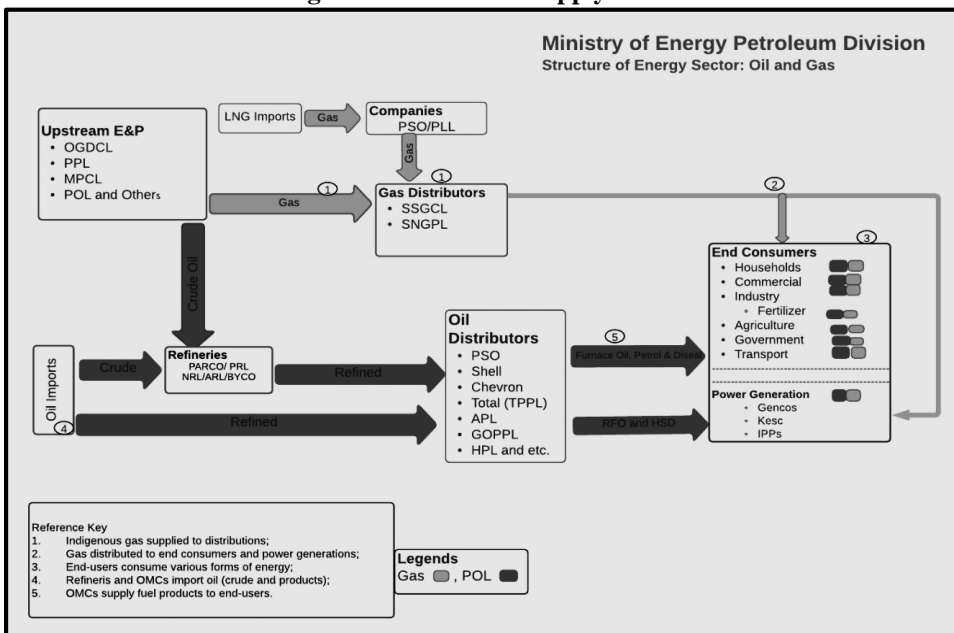 Ministry of Energy Petroleum Division
Structure of Energy Sector: Oil and Gas
LNG Imports
Gas
Companies
PSO/PLL
Gas
Upstream E&P
• OGDCL
• PPL
• MPCL
• POL and Others
Gas
1
1
Gas Distributors
• SSGCL
• SNGPL
2
3
End Consumers
• Households
• Commercial
• Industry
• Fertilizer
• Agriculture
• Government
• Transport
Power Generation
• Gencos
• Kesc
• IPPs
Crude Oil
Oil Imports
4
Crude
Refineries
PARCO/ PRL
NRL/ARL/BYCO
Refined
Refined
Oil
Distributors
• PSO
• Shell
• Chevron
• Total (TPPL)
• APL
• GOPPL
• HPL and etc.
5
Furnace Oil, Petrol &
RFO and HSD
Reference Key
1. Indigenous gas supplied to distributions;
2. Gas distributed to end consumers and power generations;
3. End-users consume various forms of energy;
4. Refineris and OMCs import oil (crude and products);
5. OMCs supply fuel products to end-users.
Legends
Gas , POL